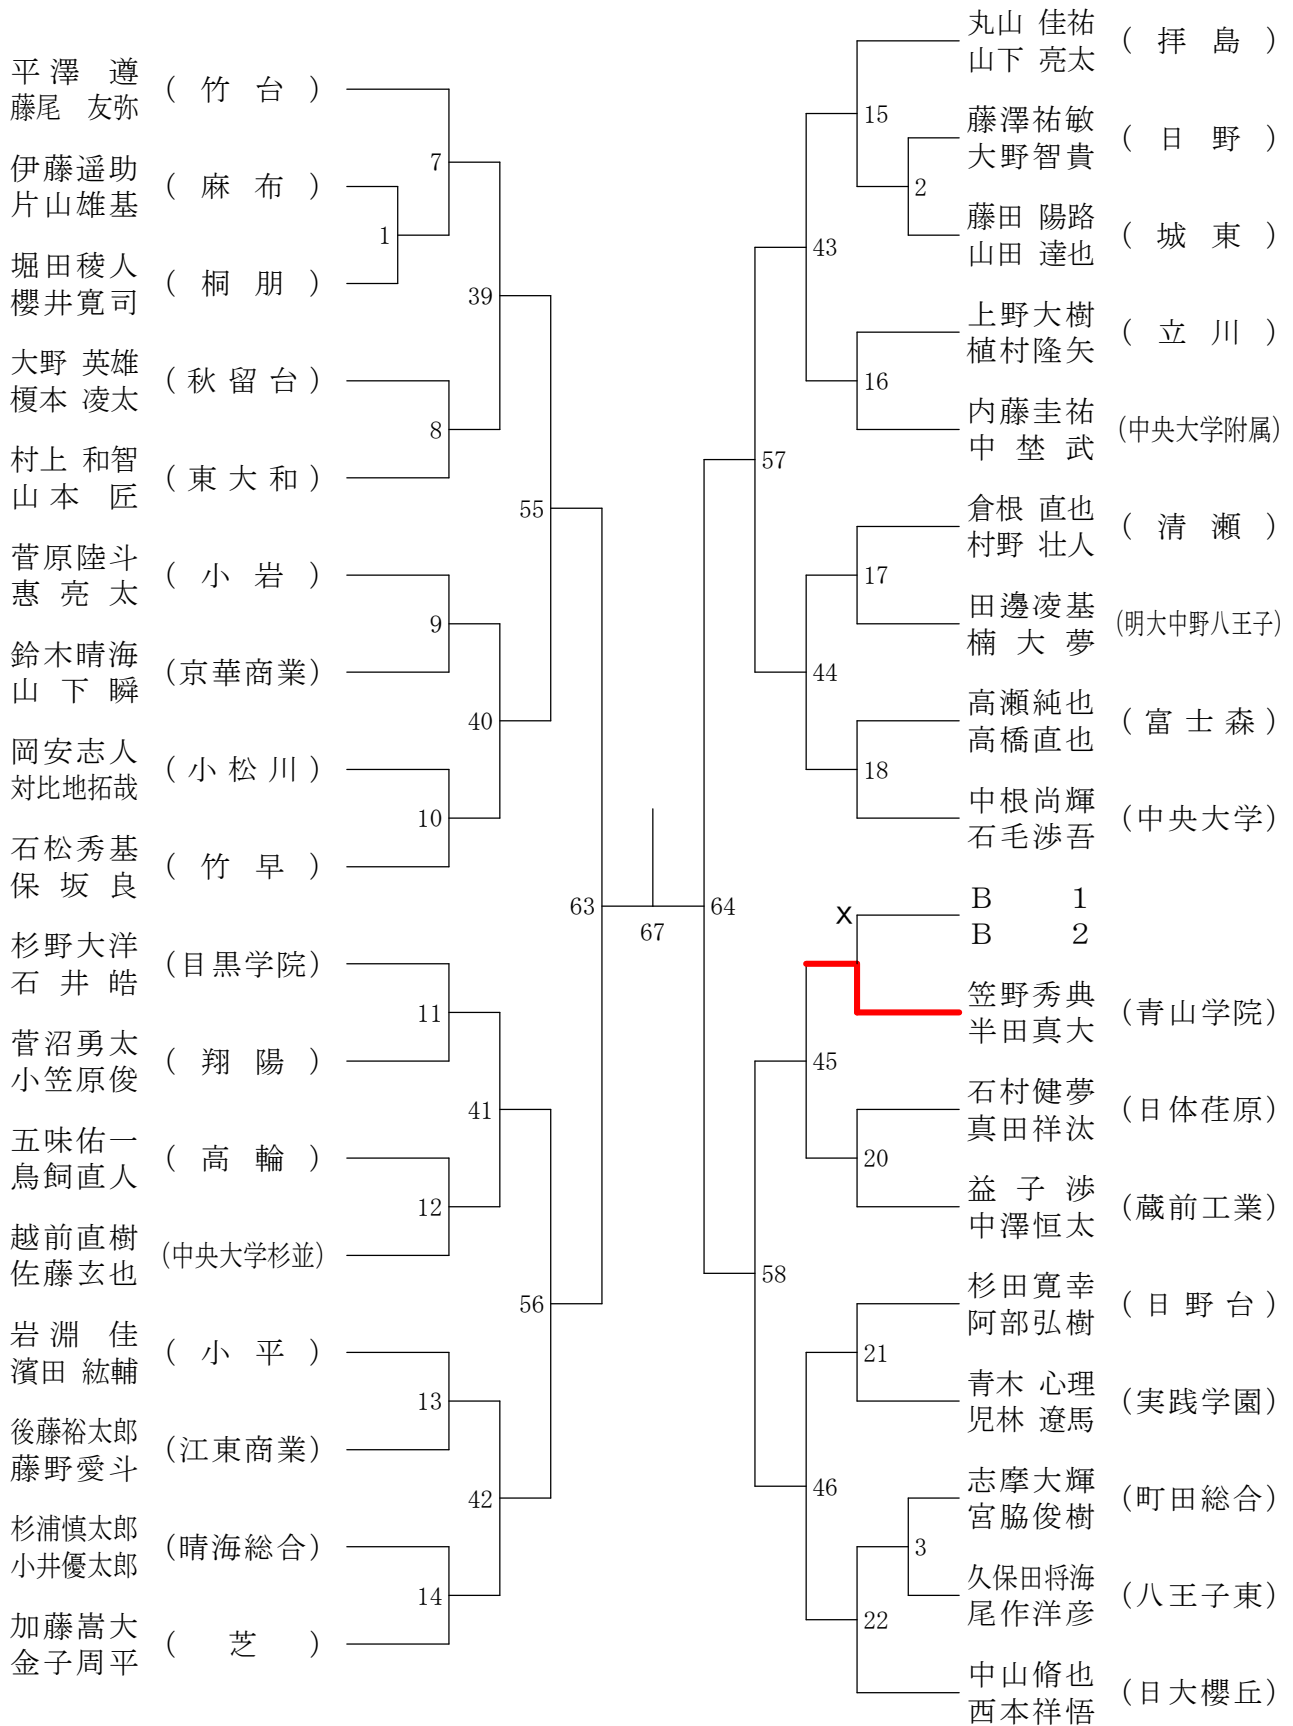 平澤 遵
藤尾 友弥
(竹台)
伊藤遥助
片山雄基
(麻布)
堀田稜人
櫻井寛司
(桐朋)
大野 英雄
榎本 凌太
(秋留台)
村上 和智
山本 匠
(東大和)
菅原陸斗
惠 亮 太
(小岩)
鈴木晴海
山 下 瞬
(京華商業)
岡安志人
対比地拓哉
(小松川)
石松秀基
保 坂 良
(竹早)
杉野大洋
石 井 皓
(目黒学院)
菅沼勇太
小笠原俊
(翔陽)
五味佑一
鳥飼直人
(高輪)
越前直樹
佐藤玄也
(中央大学杉並)
岩淵 佳
濱田 紘輔
(小平)
後藤裕太郎
藤野愛斗
(江東商業)
杉浦慎太郎
小井優太郎
(晴海総合)
加藤嵩大
金子周平
(芝)
1
7
8
9
10
11
12
13
14
39
40
41
42
55
56
63
67
64
57
58
43
44
45
46
15
2
16
17
18
x
20
21
3
22
丸山 佳祐
山下 亮太
(拝島)
藤澤祐敏
大野智貴
(日野)
藤田 陽路
山田 達也
(城東)
上野大樹
植村隆矢
(立川)
内藤圭祐
中 埜 武
(中央大学附属)
倉根 直也
村野 壮人
(清瀬)
田邊凌基
楠 大 夢
(明大中野八王子)
高瀬純也
高橋直也
(富士森)
中根尚輝
石毛渉吾
(中央大学)
B 1
B 2
笠野秀典
半田真大
(青山学院)
石村健夢
真田祥汰
(日体荏原)
益 子 渉
中澤恒太
(蔵前工業)
杉田寛幸
阿部弘樹
(日野台)
青木 心理
児林 遼馬
(実践学園)
志摩大輝
宮脇俊樹
(町田総合)
久保田将海
尾作洋彦
(八王子東)
中山脩也
西本祥悟
(日大櫻丘)